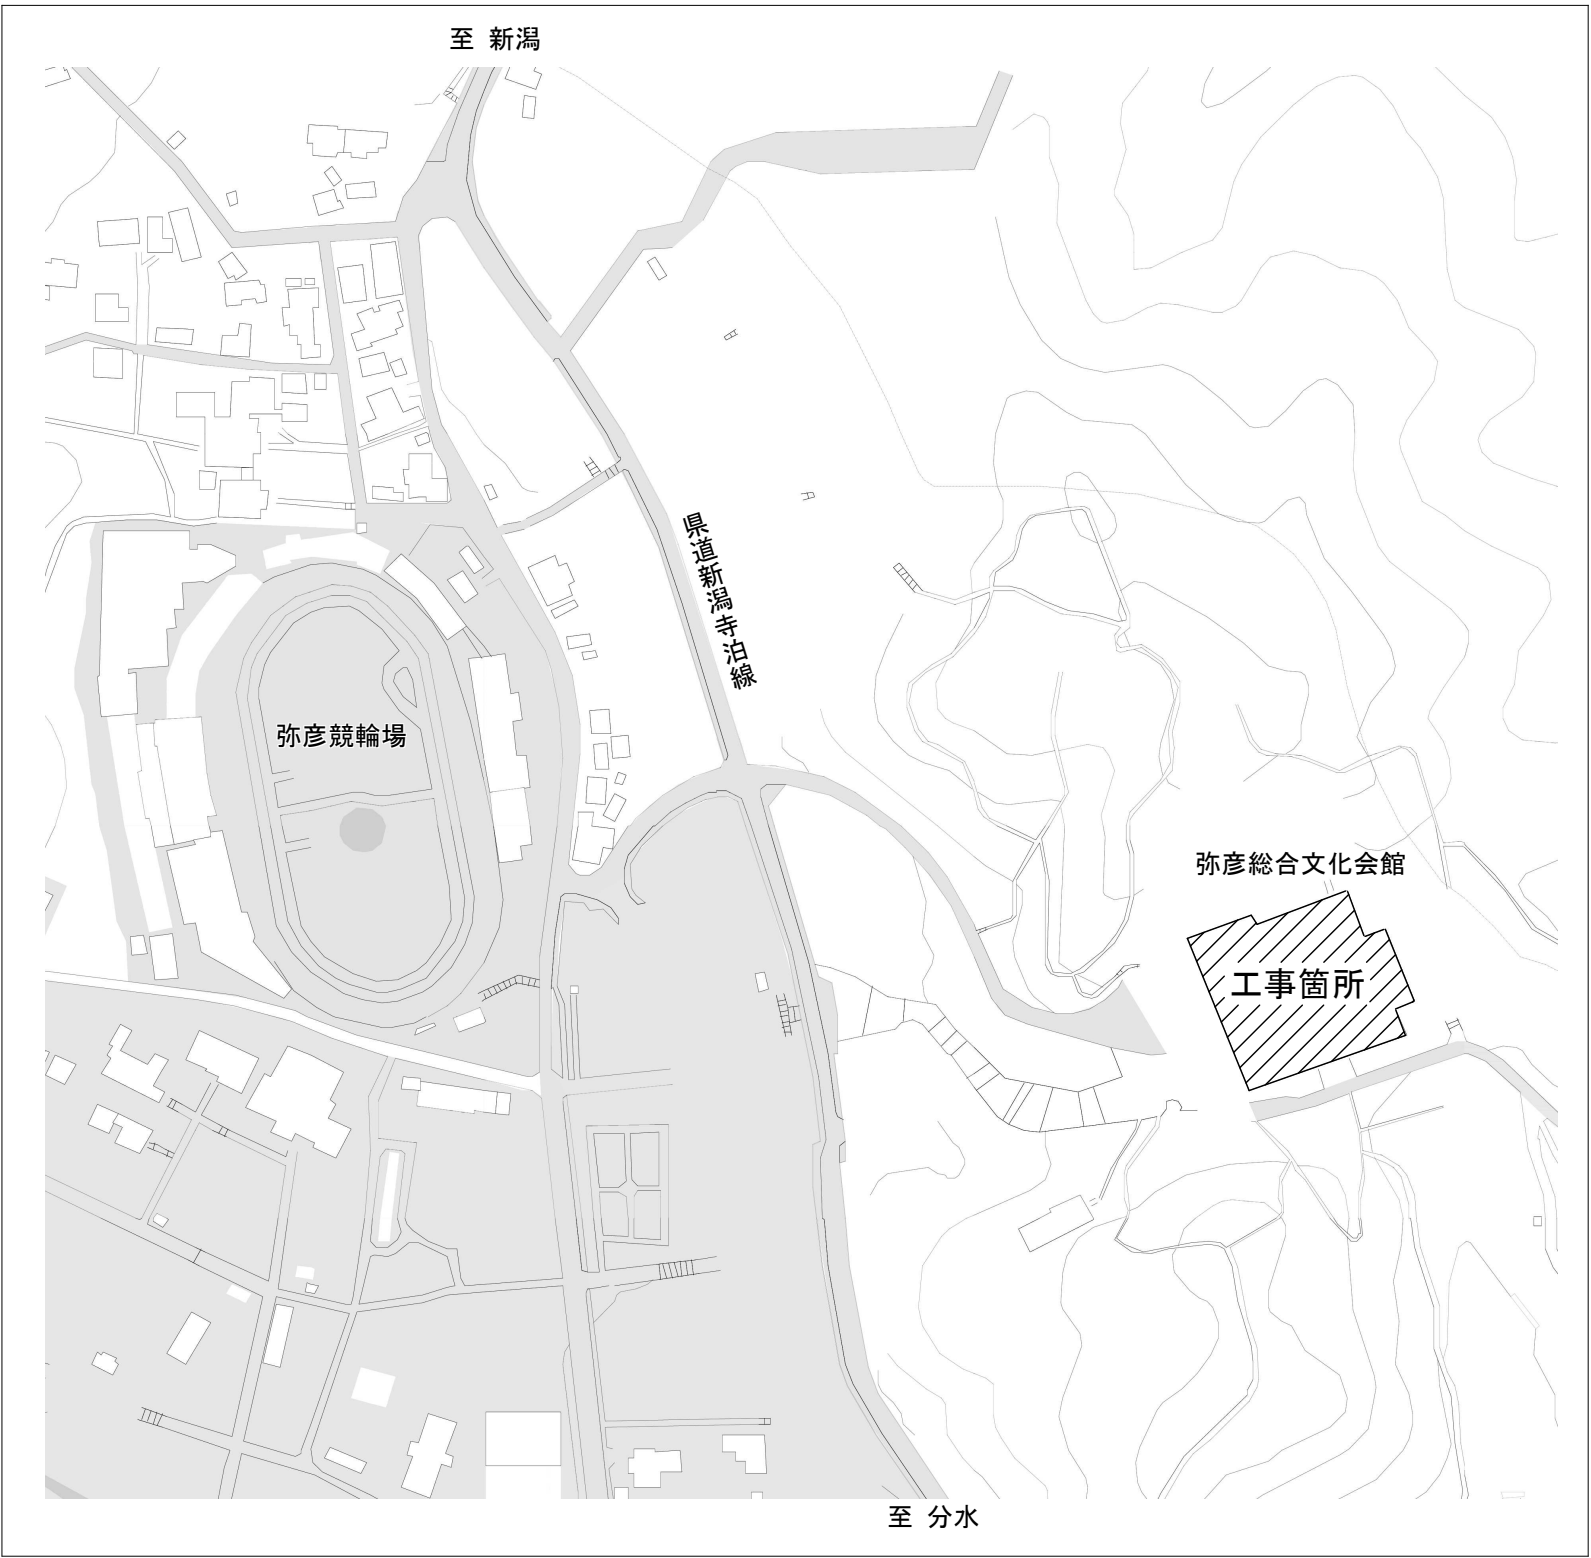 至 新潟
県道新潟寺泊線
弥彦競輪場
弥彦総合文化会館
工事箇所
至 分水